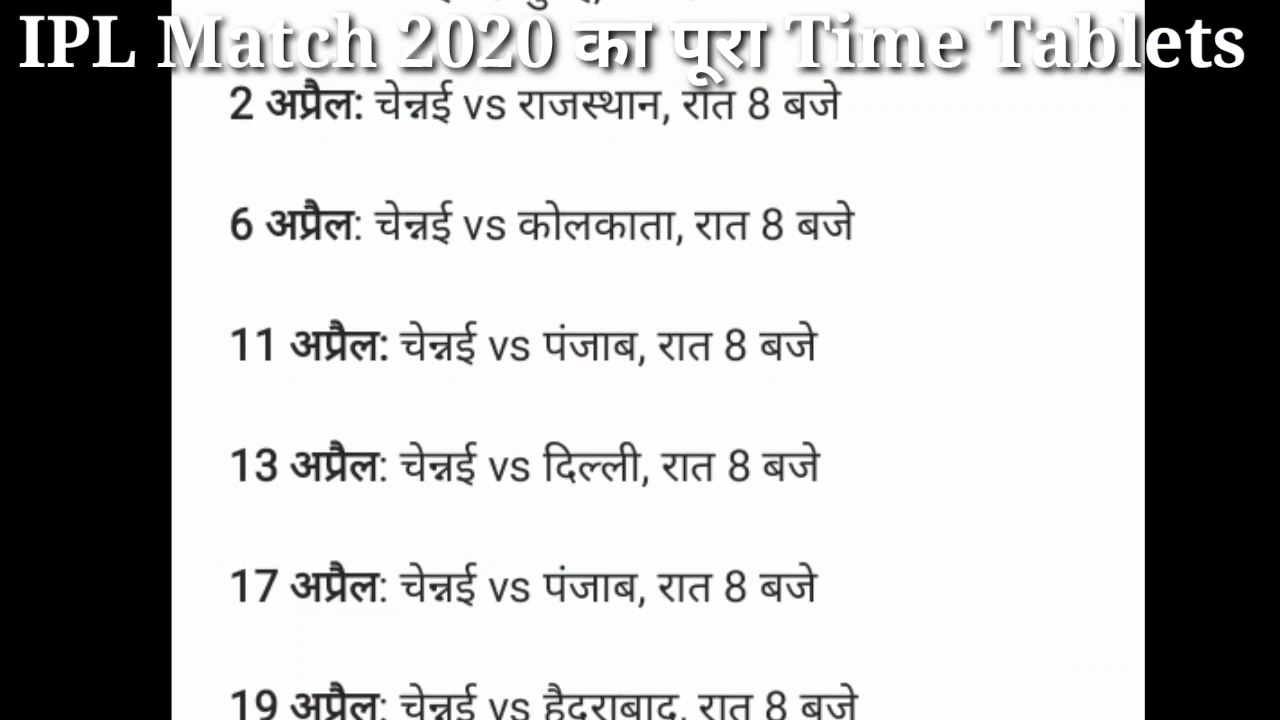 IPL Match 2020 का पूरा Time Tablets
2 अप्रैल: चेन्नई vs राजस्थान, रात 8 बजे
6 अप्रैल: चेन्नई vs कोलकाता, रात 8 बजे
11 अप्रैल: चेन्नई vs पंजाब, रात 8 बजे
13 अप्रैल: चेन्नई vs दिल्ली, रात 8 बजे
17 अप्रैल: चेन्नई vs पंजाब, रात 8 बजे
19 अप्रैल: चेन्नई vs हैदराबाद, रात 8 बजे